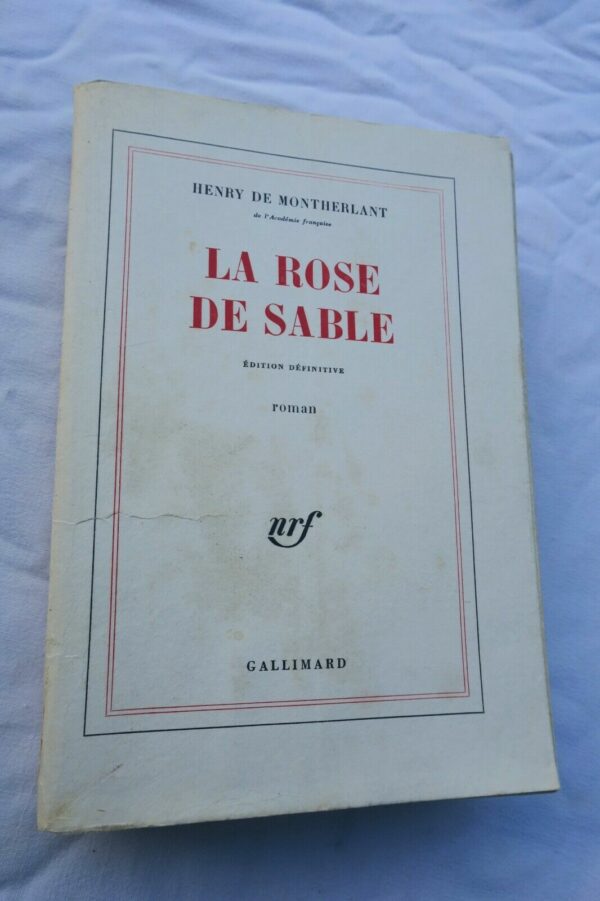 HENRY DE MONTHERLANT
de l'Académie française
LA ROSE
DE SABLE
ÉDITION DÉFINITIVE
roman
nrf
GALLIMARD